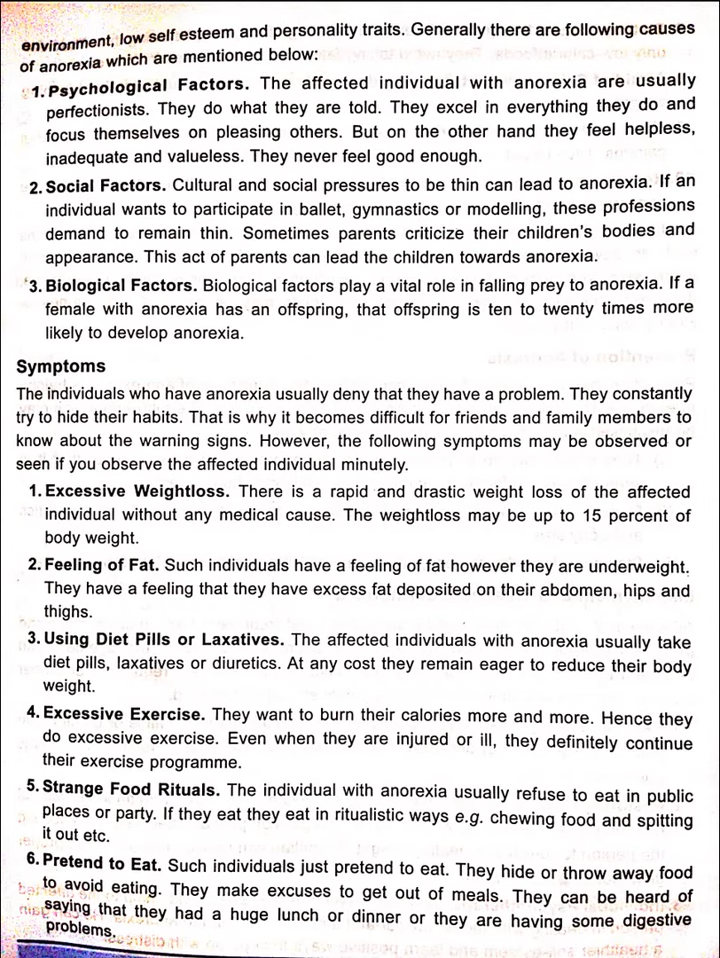 environment, low self esteem and personality traits. Generally there are following causes
of anorexia which are mentioned below:
1. Psychological Factors. The affected individual with anorexia are usually
perfectionists. They do what they are told. They excel in everything they do and
focus themselves on pleasing others. But on the other hand they feel helpless,
inadequate and valueless. They never feel good enough.
2. Social Factors. Cultural and social pressures to be thin can lead to anorexia. If an
individual wants to participate in ballet, gymnastics or modelling, these professions
demand to remain thin. Sometimes parents criticize their children's bodies and
appearance. This act of parents can lead the children towards anorexia.
3. Biological Factors. Biological factors play a vital role in falling prey to anorexia. If a
female with anorexia has an offspring, that offspring is ten to twenty times more
likely to develop anorexia.
Symptoms
The individuals who have anorexia usually deny that they have a problem. They constantly
try to hide their habits. That is why it becomes difficult for friends and family members to
know about the warning signs. However, the following symptoms may be observed or
seen if you observe the affected individual minutely.
1. Excessive Weightloss. There is a rapid and drastic weight loss of the affected
individual without any medical cause. The weightloss may be up to 15 percent of
body weight.
2. Feeling of Fat. Such individuals have a feeling of fat however they are underweight.
They have a feeling that they have excess fat deposited on their abdomen, hips and
thighs.
3. Using Diet Pills or Laxatives. The affected individuals with anorexia usually take
diet pills, laxatives or diuretics. At any cost they remain eager to reduce their body
weight.
4. Excessive Exercise. They want to burn their calories more and more. Hence they
do excessive exercise. Even when they are injured or ill, they definitely continue
their exercise programme.
5. Strange Food Rituals. The individual with anorexia usually refuse to eat in public
places or party. If they eat they eat in ritualistic ways e.g. chewing food and spitting
it out etc.
6. Pretend to Eat. Such individuals just pretend to eat. They hide or throw away food
to avoid eating. They make excuses to get out of meals. They can be heard of
saying that they had a huge lunch or dinner or they are having some digestive
problems.